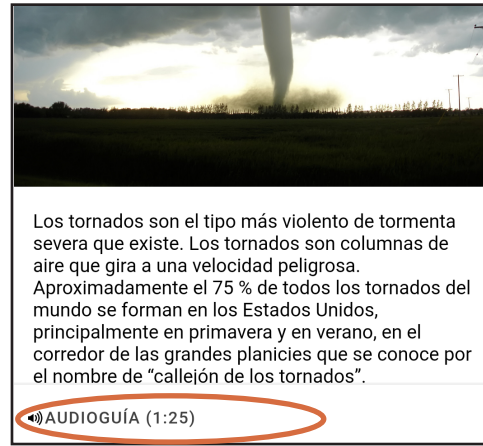 Los tornados son el tipo más violento de tormenta
severa que existe. Los tornados son columnas de
aire que gira a una velocidad peligrosa.
Aproximadamente el 75 % de todos los tornados del
mundo se forman en los Estados Unidos,
principalmente en primavera y en verano, en el
corredor de las grandes planicies que se conoce por
el nombre de “callejón de los tornados”.
AUDIOGUÍA (1:25)